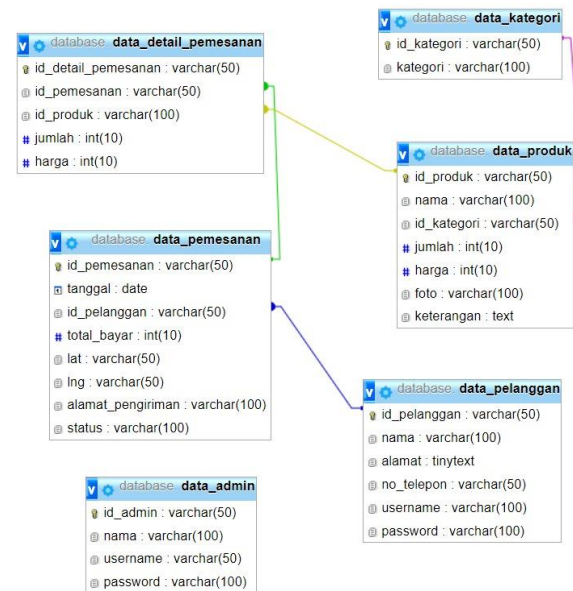 database data_detail_pemesanan
id_detail_pemesanan : varchar(50)
id_pemesanan : varchar(50)
id_produk : varchar(100)
# jumlah : int(10)
# harga : int(10)
database data_kategori
id_kategori : varchar(50)
kategori : varchar(100)
database data_produk
id_produk : varchar(50)
nama : varchar(100)
id_kategori : varchar(50)
# jumlah : int(10)
# harga : int(10)
foto : varchar(100)
keterangan : text
database data_pemesanan
id_pemesanan : varchar(50)
tanggal : date
id_pelanggan : varchar(50)
# total_bayar : int(10)
lat : varchar(50)
lng : varchar(50)
alamat_pengiriman : varchar(100)
status : varchar(100)
database data_pelanggan
id_pelanggan : varchar(50)
nama : varchar(100)
alamat : tinytext
no_telepon : varchar(50)
username : varchar(100)
password : varchar(100)
database data_admin
id_admin : varchar(50)
nama : varchar(100)
username : varchar(50)
password : varchar(100)